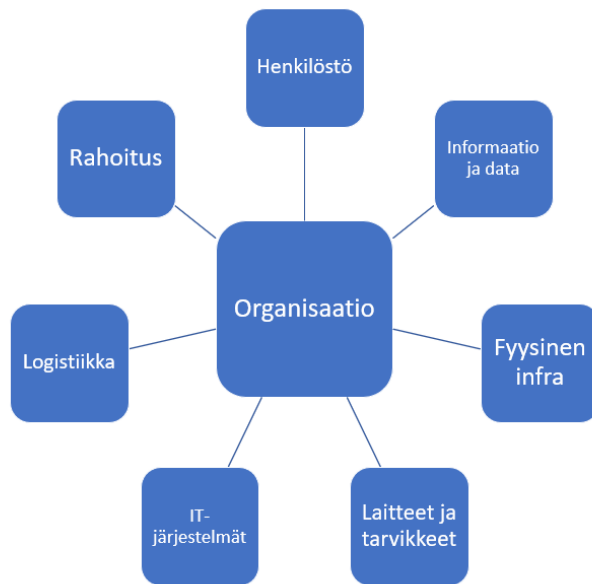 Henkilöstö
Rahoitus
Informaatio
ja data
Organisaatio
Logistiikka
Fyysinen
infra
IT-
järjestelmät
Laitteet ja
tarvikkeet